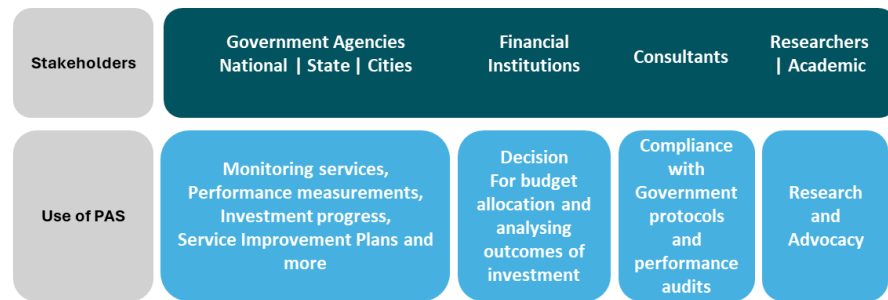 Stakeholders
Government Agencies
National | State | Cities
Financial
Institutions
Consultants
Researchers
| Academic
Use of PAS
Monitoring services,
Performance measurements,
Investment progress,
Service Improvement Plans and
more
Decision
For budget
allocation and
analysing
outcomes of
investment
Compliance
with
Government
protocols
and
performance
audits
Research
and
Advocacy